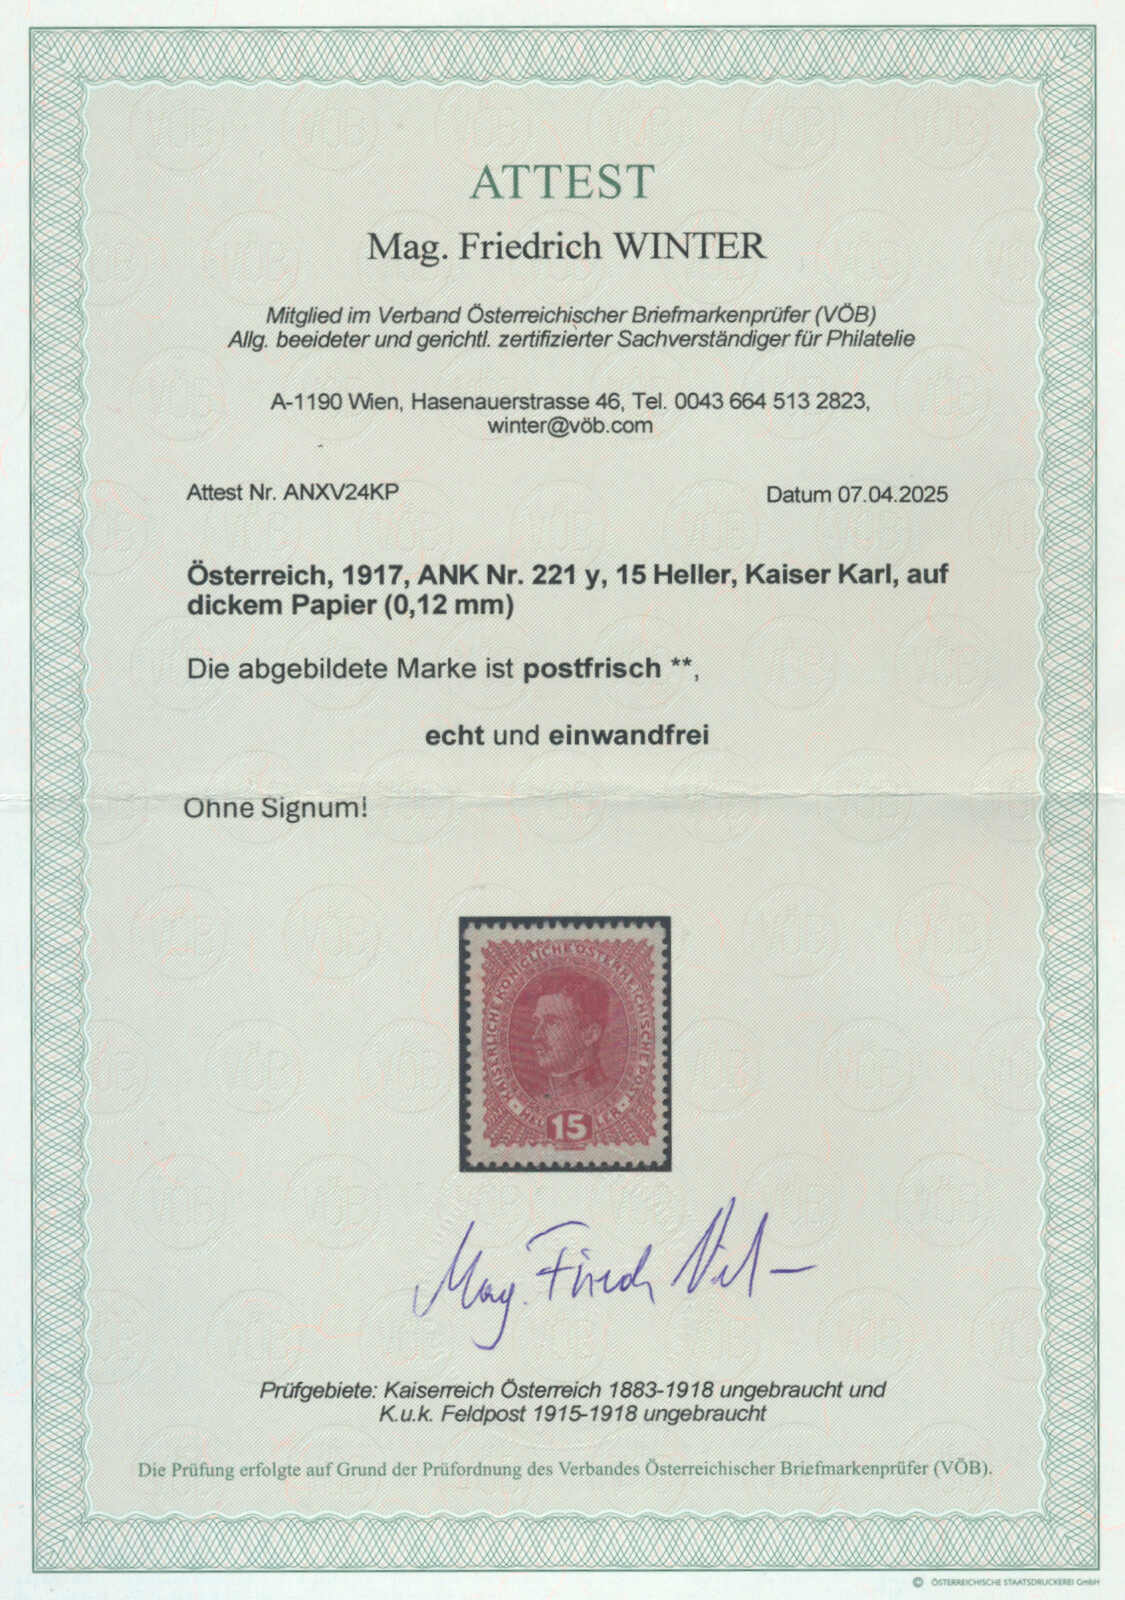 ATTEST
Mag. Friedrich WINTER
Mitglied im Verband Österreichischer Briefmarkenprüfer (VÖB)
Allg. beeideter und gerichtl. zertifizierter Sachverständiger für Philatelie
A-1190 Wien, Hasenauerstrasse 46, Tel. 0043 664 513 2823,
winter@vöb.com
Attest Nr. ANXV24KP
Datum 07.04.2025
Österreich, 1917, ANK Nr. 221 y, 15 Heller, Kaiser Karl, auf
dickem Papier (0,12 mm)
Die abgebildete Marke ist postfrisch **,
echt und einwandfrei
Ohne Signum!
KAISERLICHE KÖNIGLICHE ÖSTERREICHISCHE POST
HEL 15 LER
Mag. Friedr Winter
Prüfgebiete: Kaiserreich Österreich 1883-1918 ungebraucht und
K.u.k. Feldpost 1915-1918 ungebraucht
Die Prüfung erfolgte auf Grund der Prüfordnung des Verbandes Österreichischer Briefmarkenprüfer (VÖB).
© ÖSTERREICHISCHE STAATSDRUCKEREI GmbH